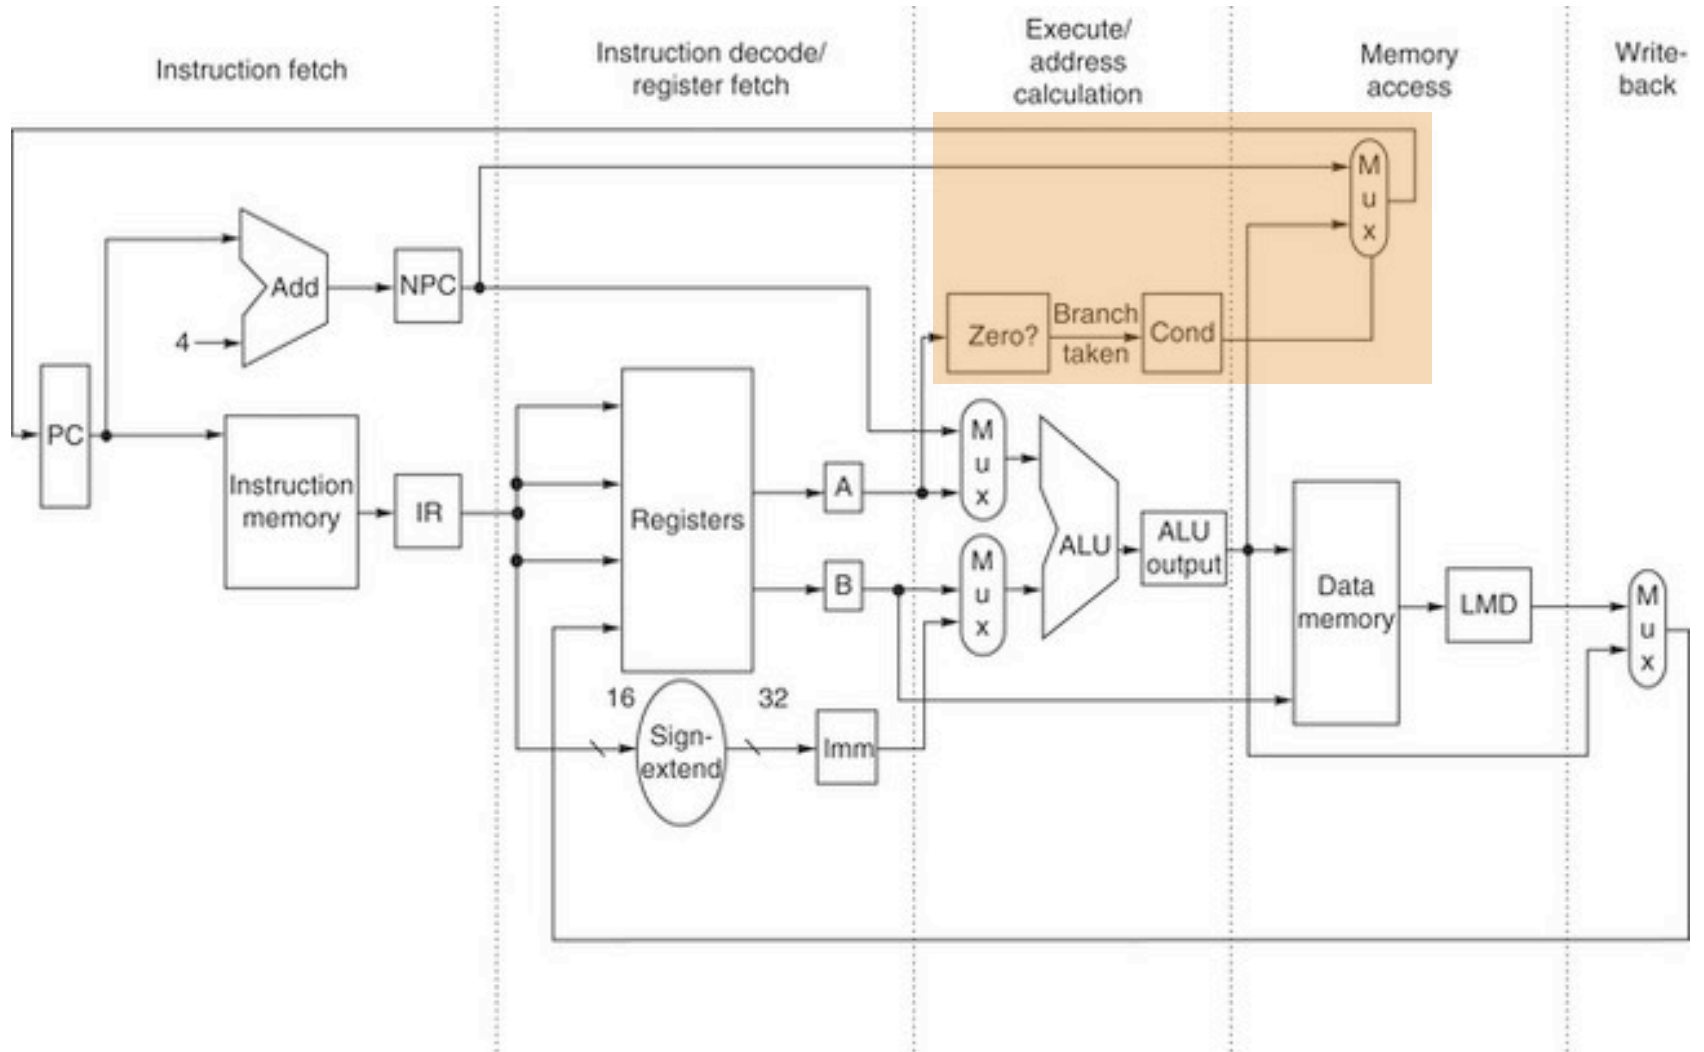 Instruction fetch
Instruction decode/
register fetch
Execute/
address
calculation
Memory
access
Write-
back
M
u
x
Add
NPC
4
Zero?
Branch
taken
Cond
PC
Instruction
memory
IR
Registers
A
B
M
u
x
M
u
x
ALU
ALU
output
Data
memory
LMD
M
u
x
16
32
Sign-
extend
Imm